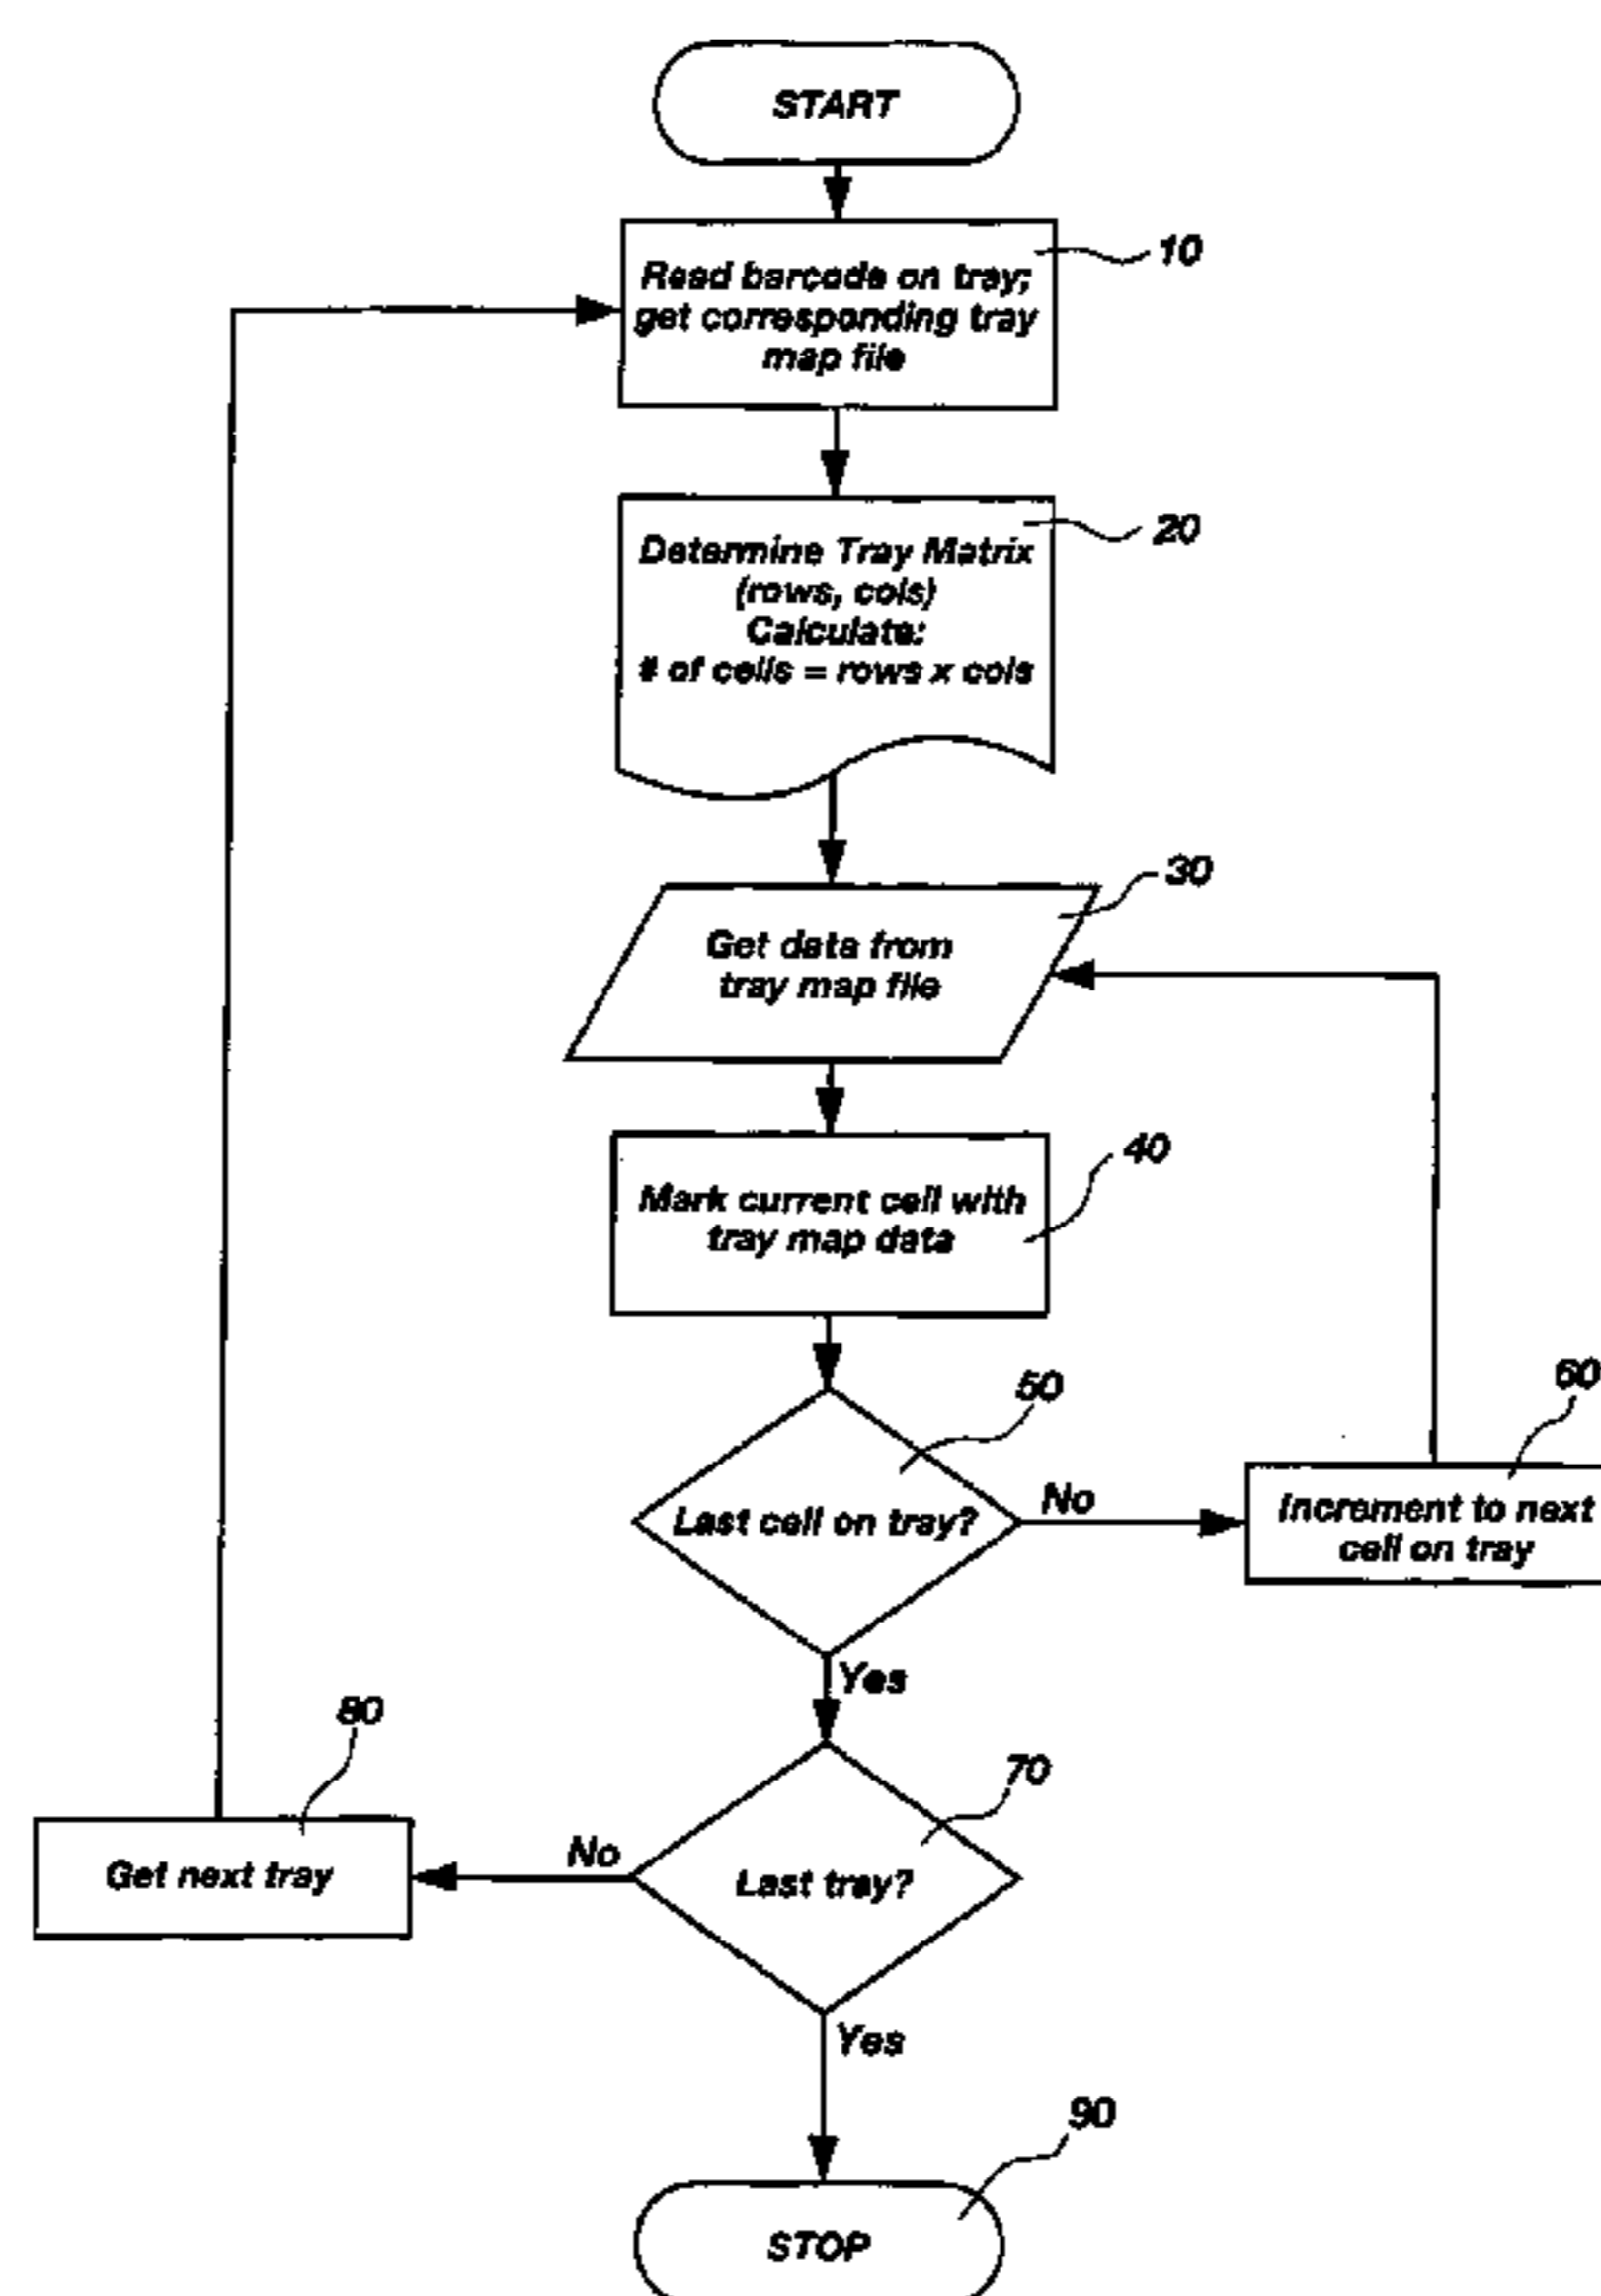 START
10
Read barcode on tray;
get corresponding tray
map file
20
Determine Tray Matrix
(rows, cols)
Calculate:
# of cells = rows x cols
30
Get data from
tray map file
40
Mark current cell with
tray map data
50
Last cell on tray?
No
60
Increment to next
cell on tray
Yes
80
70
Get next tray
No
Last tray?
Yes
90
STOP